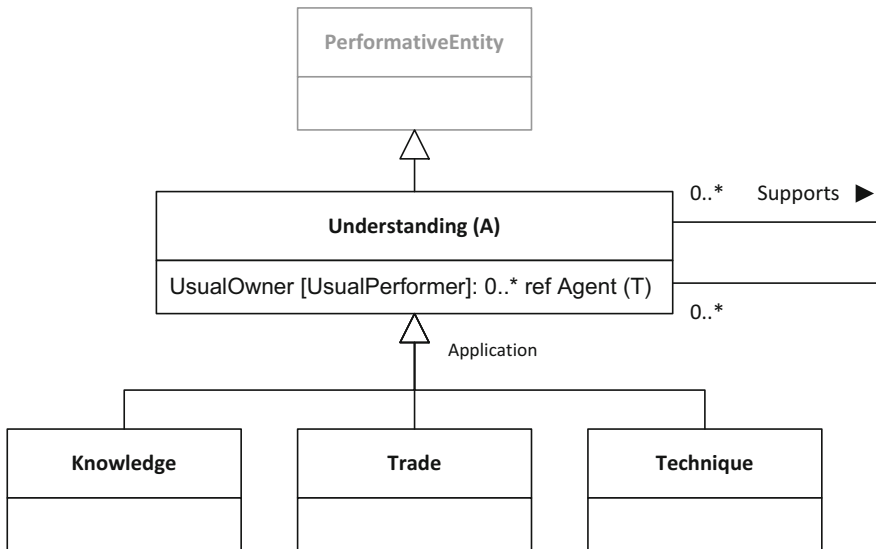 PerformativeEntity
0..* Supports ►
Understanding (A)
UsualOwner [UsualPerformer]: 0..* ref Agent (T)
0..*
Application
Knowledge
Trade
Technique